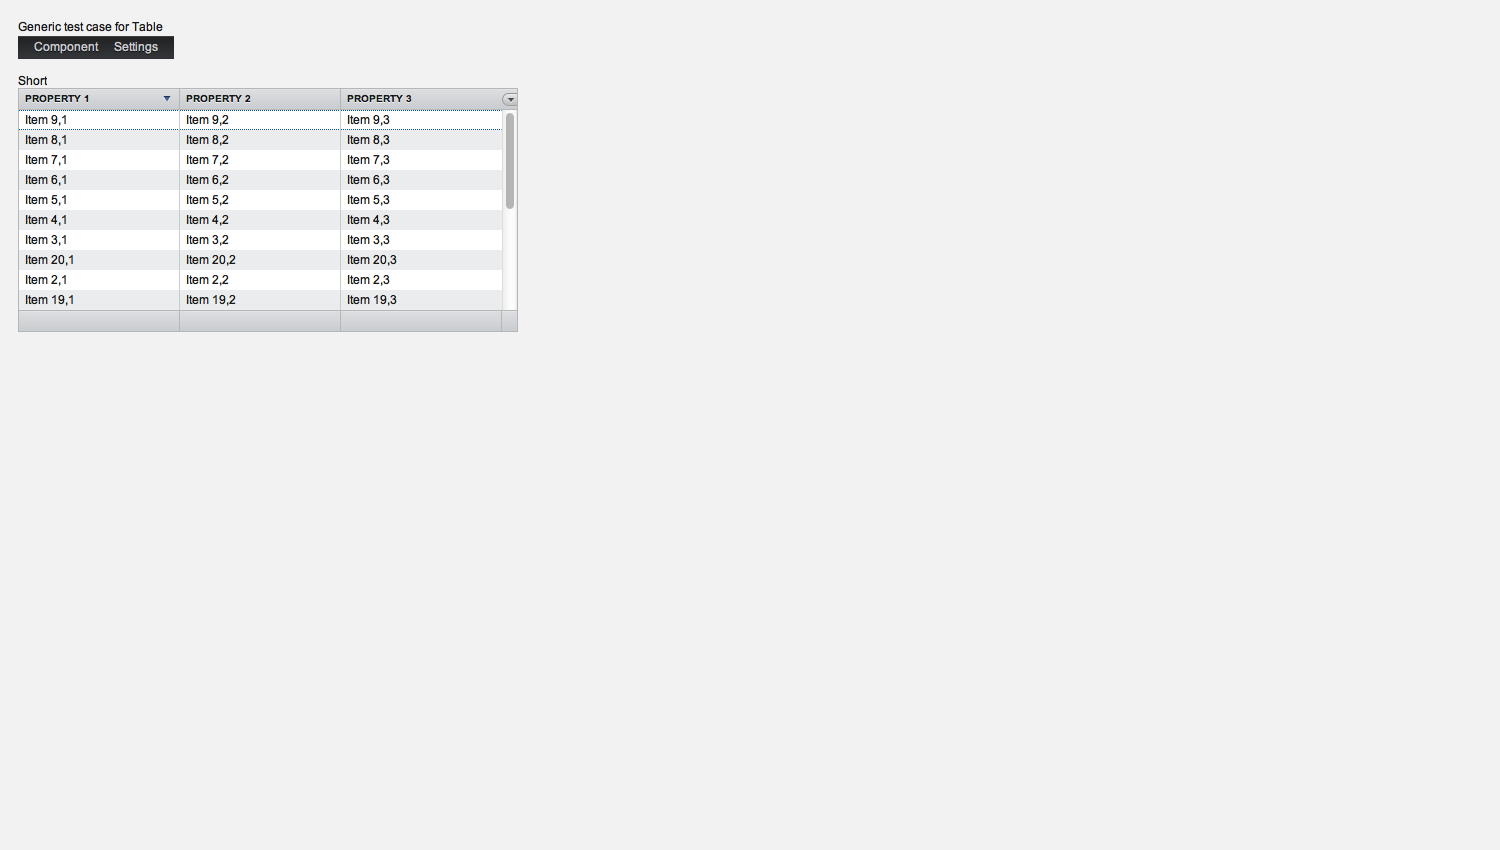 Generic test case for Table
Component Settings
Short
PROPERTY 1 PROPERTY 2 PROPERTY 3
Item 9,1 Item 9,2 Item 9,3
Item 8,1 Item 8,2 Item 8,3
Item 7,1 Item 7,2 Item 7,3
Item 6,1 Item 6,2 Item 6,3
Item 5,1 Item 5,2 Item 5,3
Item 4,1 Item 4,2 Item 4,3
Item 3,1 Item 3,2 Item 3,3
Item 20,1 Item 20,2 Item 20,3
Item 2,1 Item 2,2 Item 2,3
Item 19,1 Item 19,2 Item 19,3